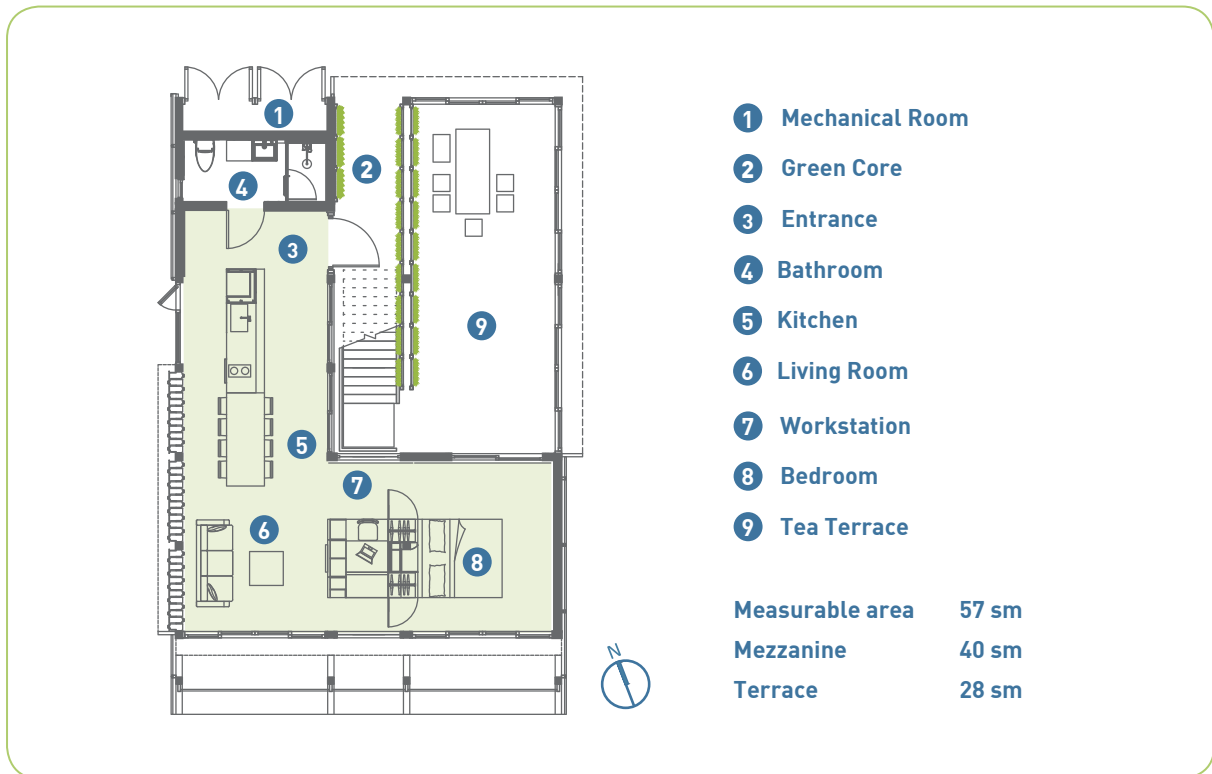 1
2
4
3
9
5
7
6
8
N
1 Mechanical Room
2 Green Core
3 Entrance
4 Bathroom
5 Kitchen
6 Living Room
7 Workstation
8 Bedroom
9 Tea Terrace
Measurable area 57 sm
Mezzanine 40 sm
Terrace 28 sm